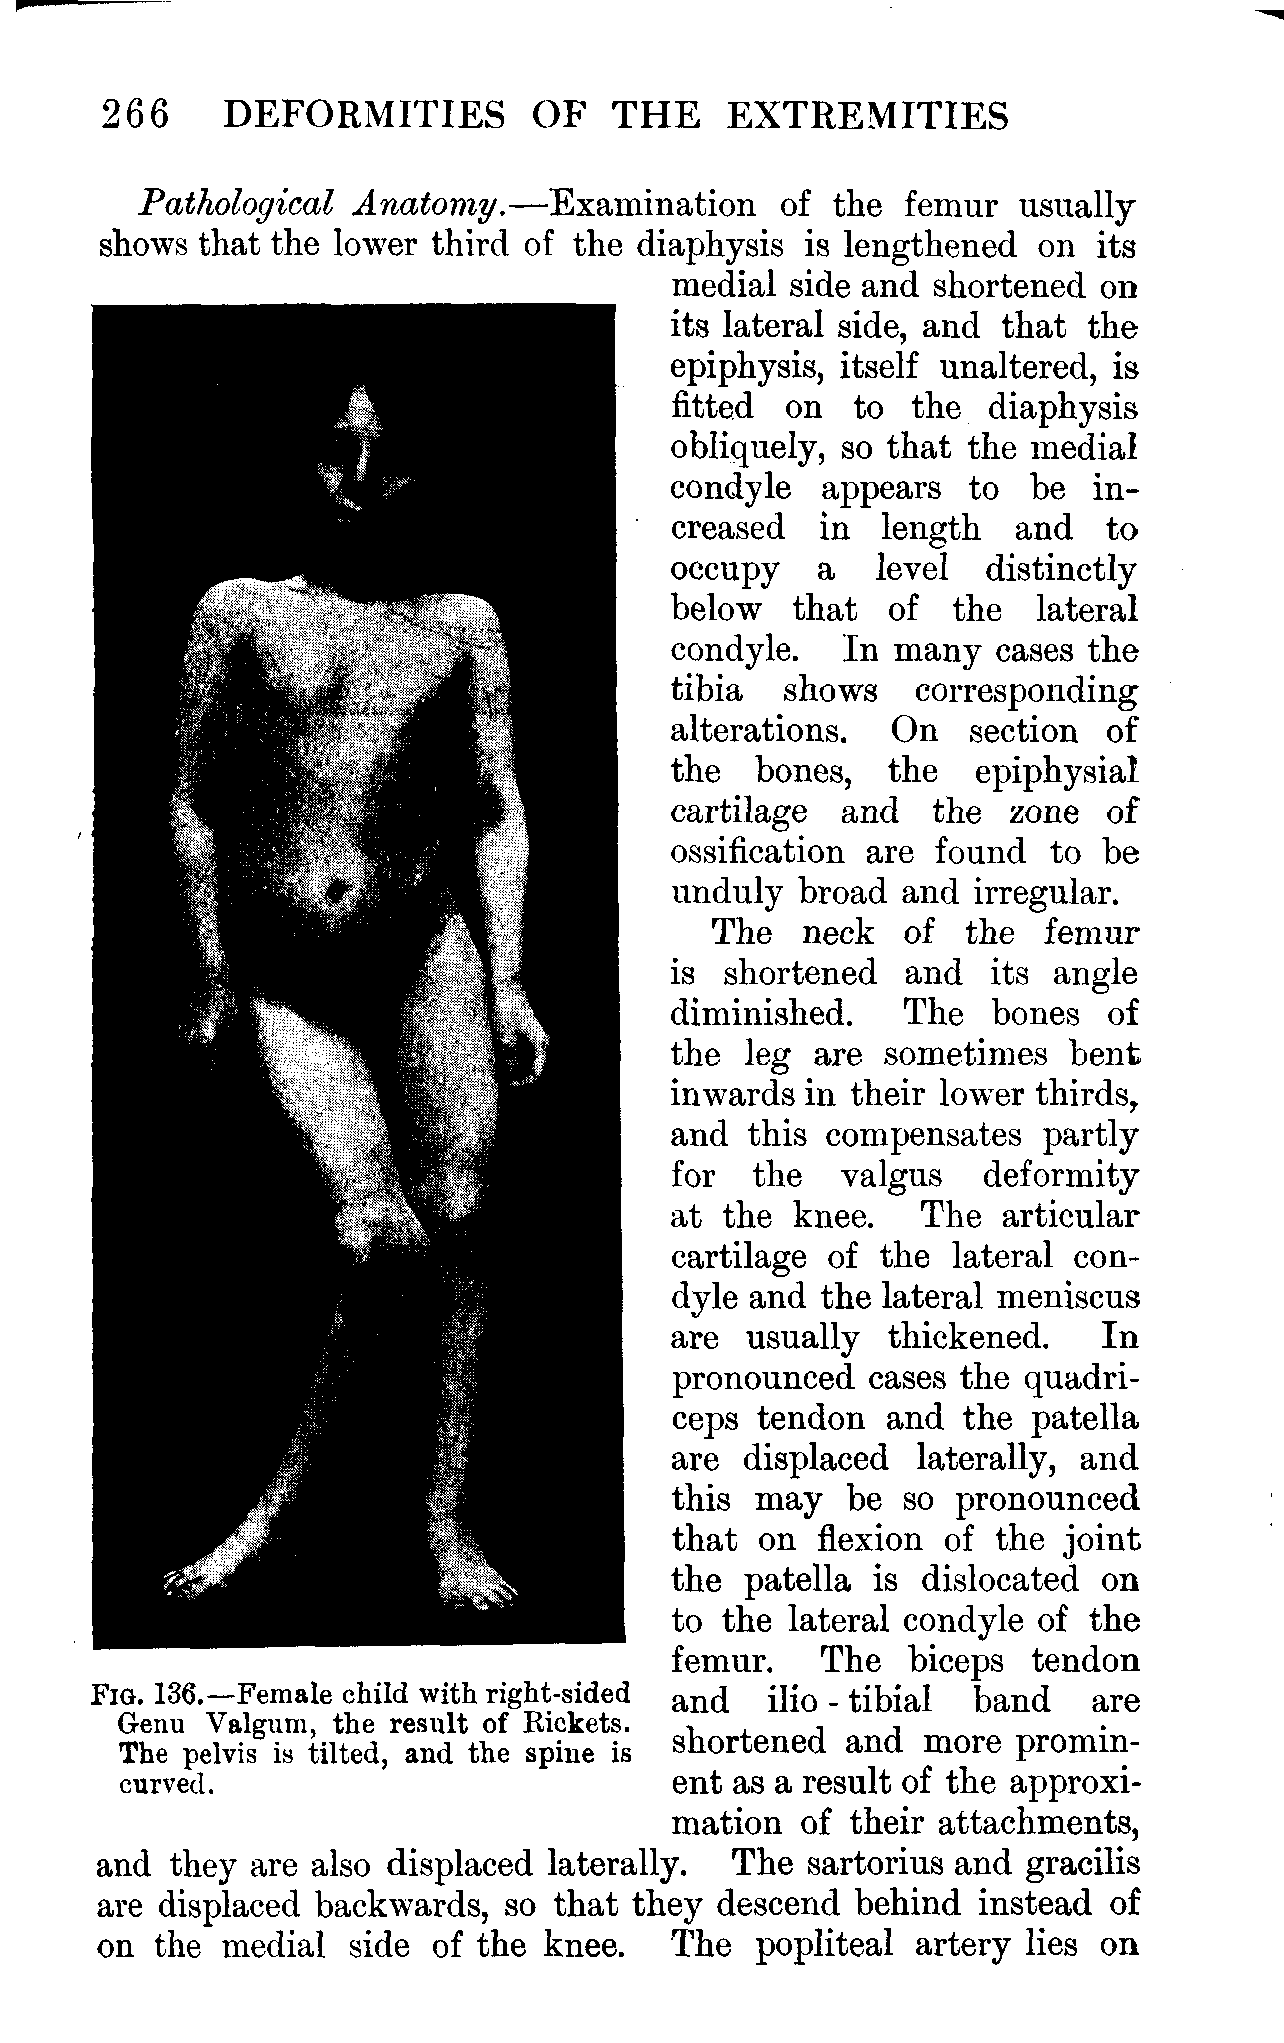 266 DEFORMITIES OF THE EXTREMITIES
Pathological Anatomy.—Examination of the femur usually
shows that the lower third of the diaphysis is lengthened on its
medial side and shortened on
its lateral side, and that the
epiphysis, itself unaltered, is
fitted on to the diaphysis
obliquely, so that the medial
condyle appears to be in-
creased in length and to
occupy a level distinctly
below that of the lateral
condyle. In many cases the
tibia shows corresponding
alterations. On section of
the bones, the epiphysial
cartilage and the zone of
ossification are found to be
unduly broad and irregular.
The neck of the femur
is shortened and its angle
diminished. The bones of
the leg are sometimes bent
inwards in their lower thirds,
and this compensates partly
for the valgus deformity
at the knee. The articular
cartilage of the lateral con-
dyle and the lateral meniscus
are usually thickened. In
pronounced cases the quadri-
ceps tendon and the patella
are displaced laterally, and
this may be so pronounced
that on flexion of the joint
the patella is dislocated on
to the lateral condyle of the
femur. The biceps tendon
and ilio-tibial band are
shortened and more promin-
ent as a result of the approxi-
mation of their attachments,
and they are also displaced laterally. The sartorius and gracilis
are displaced backwards, so that they descend behind instead of
on the medial side of the knee. The popliteal artery lies on
FIG. 136.—Female child with right-sided
Genu Valgum, the result of Rickets.
The pelvis is tilted, and the spine is
curved.